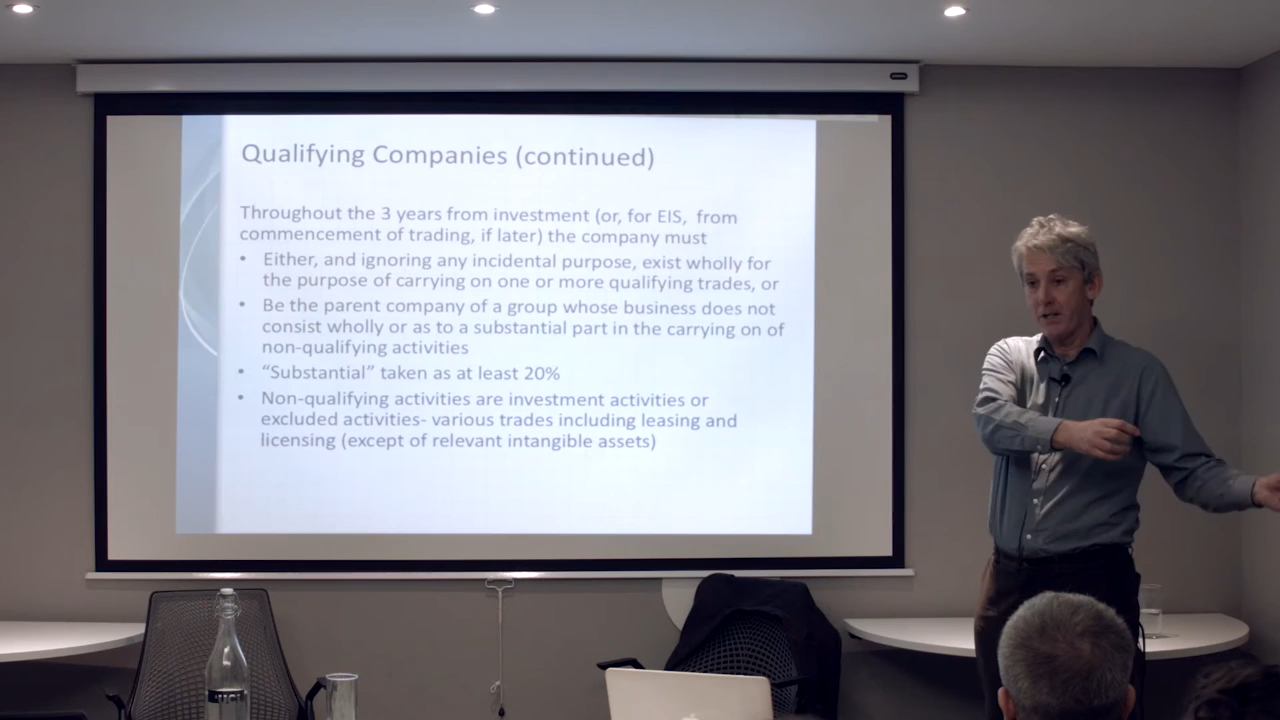 Qualifying Companies (continued)
Throughout the 3 years from investment (or, for EIS, from
commencement of trading, if later) the company must
• Either, and ignoring any incidental purpose, exist wholly for
the purpose of carrying on one or more qualifying trades, or
• Be the parent company of a group whose business does not
consist wholly or as to a substantial part in the carrying on of
non-qualifying activities
• “Substantial” taken as at least 20%
• Non-qualifying activities are investment activities or
excluded activities- various trades including leasing and
licensing (except of relevant intangible assets)